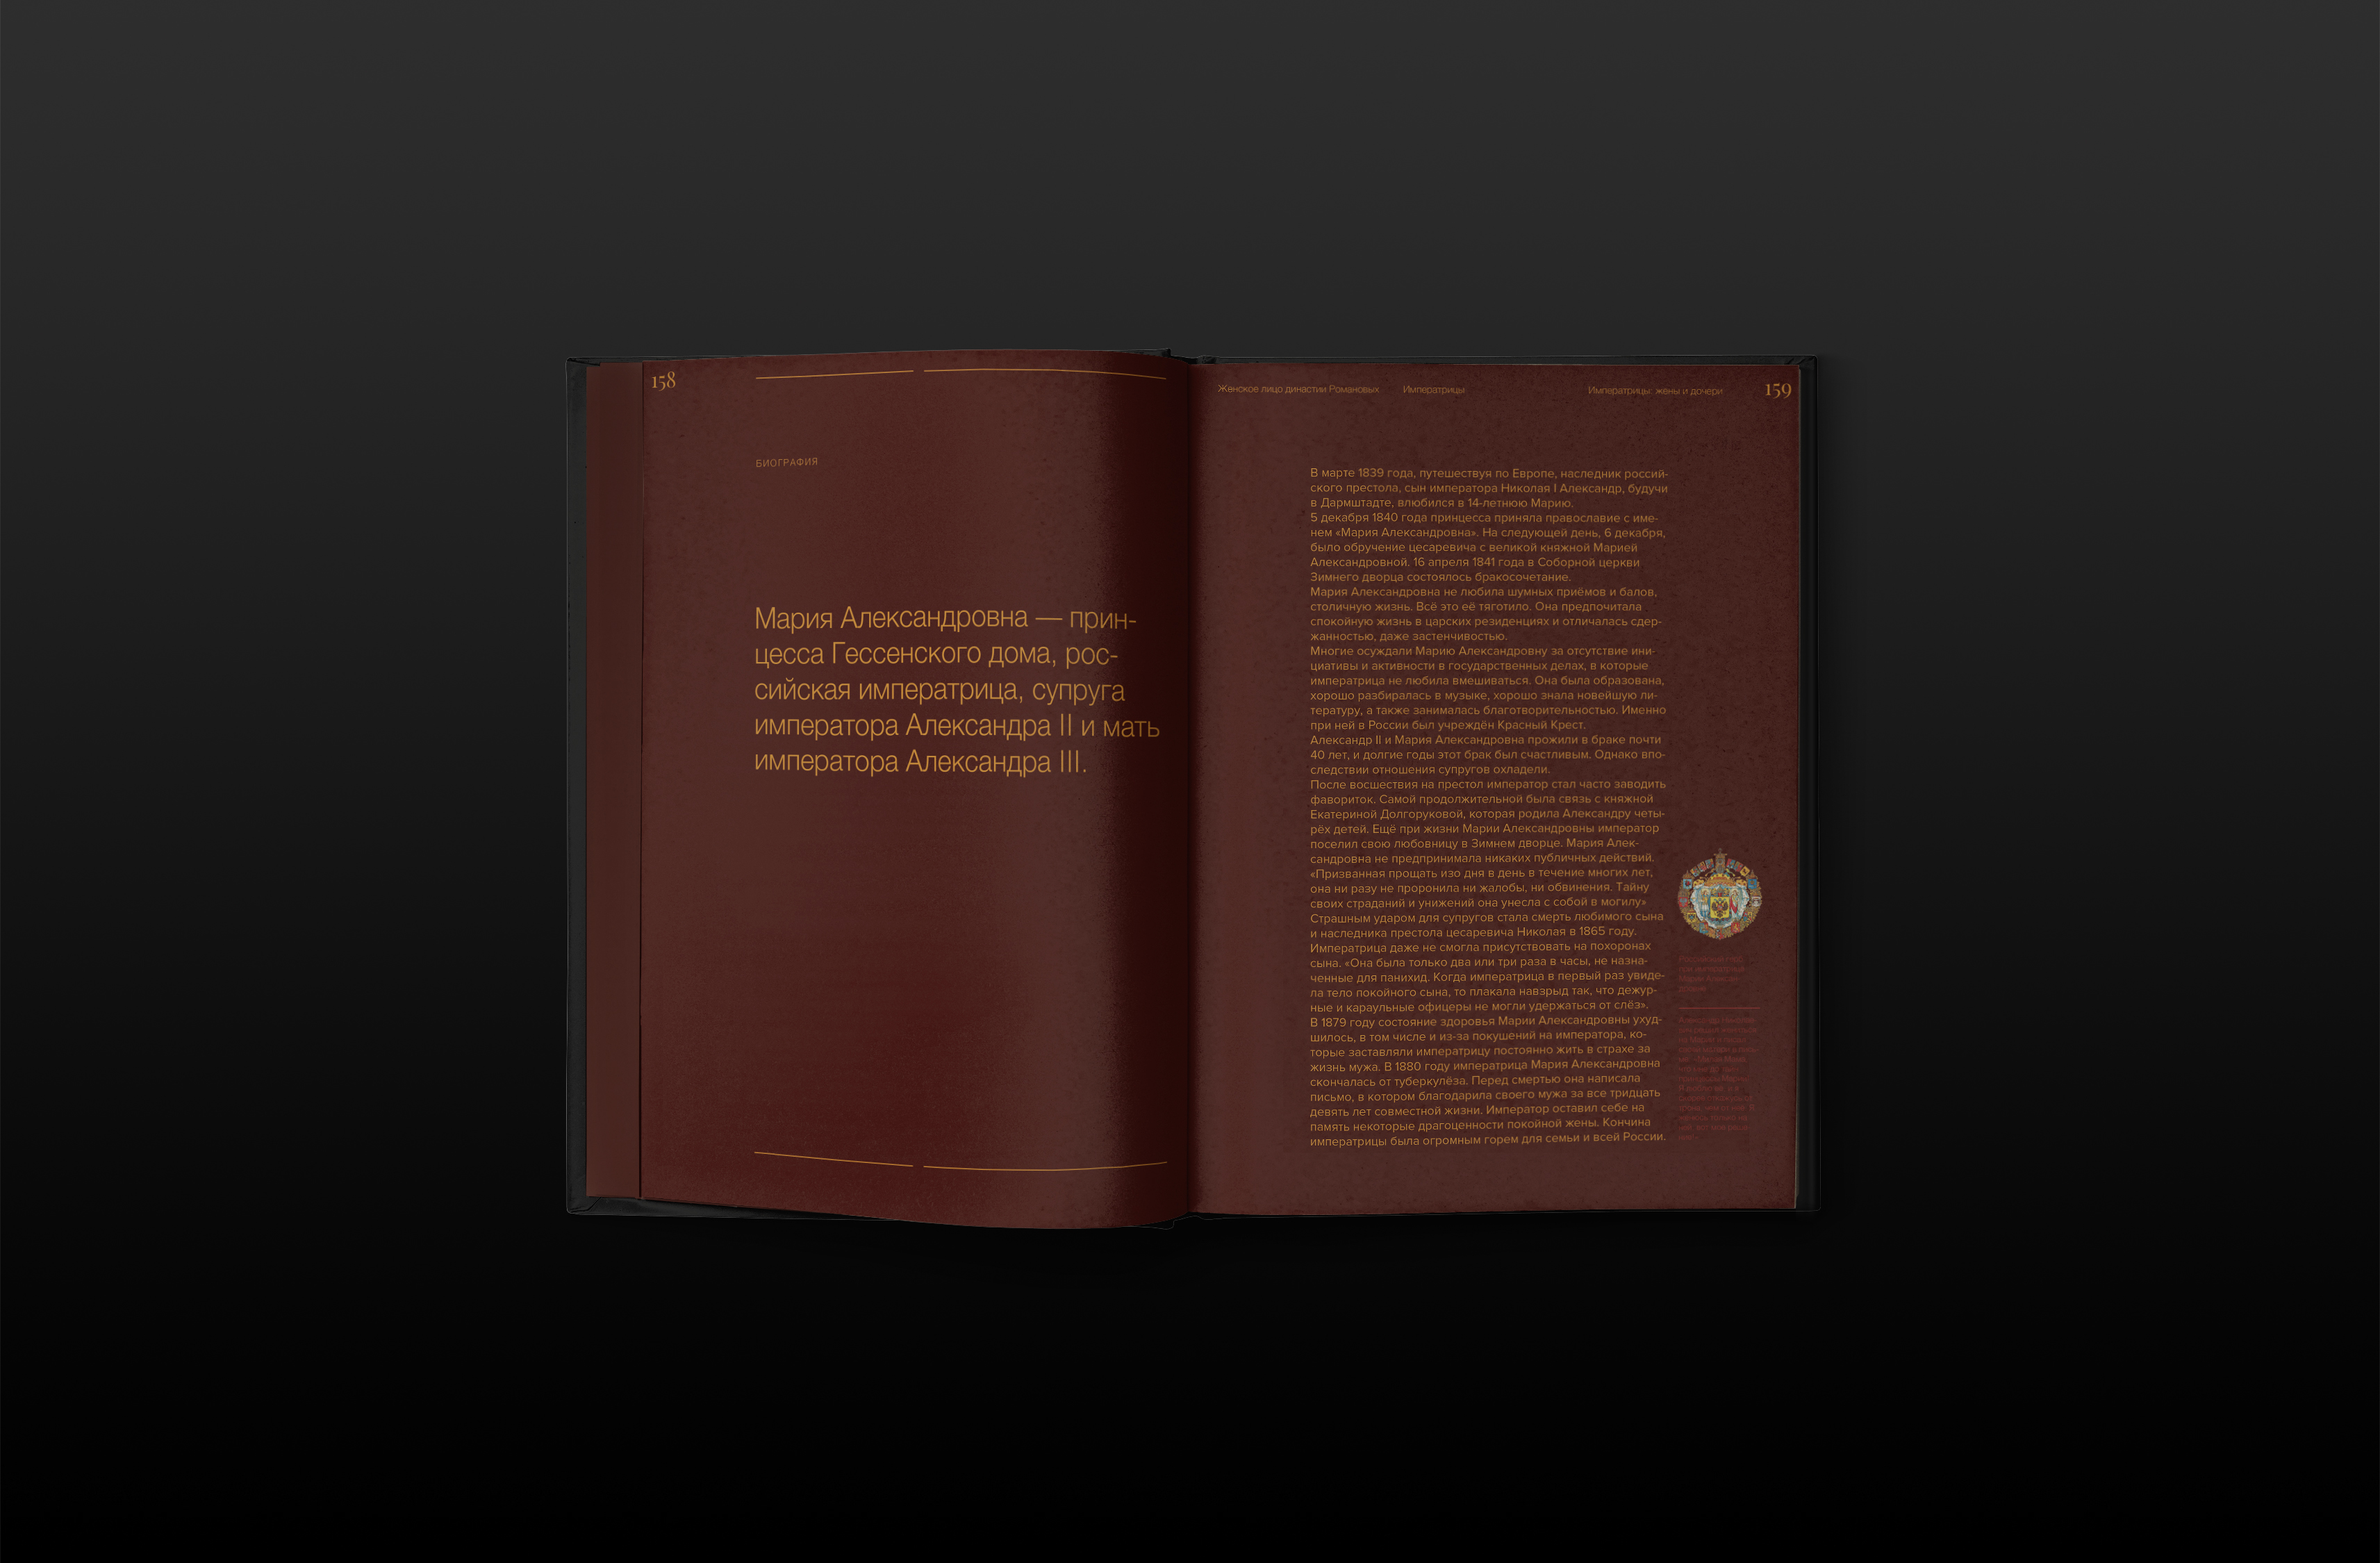 158
БИОГРАФИЯ
Мария Александровна — прин-
цесса Гессенского дома, рос-
сийская императрица, супруга
императора Александра II и мать
императора Александра III.
Женское лицо династии Романовых
Императрицы
Императрицы: жёны и дочери
159
В марте 1839 года, путешествуя по Европе, наследник россий-
ского престола, сын императора Николая I Александр, будучи
в Дармштадте, влюбился в 14-летнюю Марию.
5 декабря 1840 года принцесса приняла православие с име-
нем «Мария Александровна». На следующей день, 6 декабря,
было обручение цесаревича с великой княжной Марией
Александровной. 16 апреля 1841 года в Соборной церкви
Зимнего дворца состоялось бракосочетание.
Мария Александровна не любила шумных приёмов и балов,
столичную жизнь. Всё это её тяготило. Она предпочитала
спокойную жизнь в царских резиденциях и отличалась сдер-
жанностью, даже застенчивостью.
Многие осуждали Марию Александровну за отсутствие ини-
циативы и активности в государственных делах, в которые
императрица не любила вмешиваться. Она была образована,
хорошо разбиралась в музыке, хорошо знала новейшую ли-
тературу, а также занималась благотворительностью. Именно
при ней в России был учреждён Красный Крест.
Александр II и Мария Александровна прожили в браке почти
40 лет, и долгие годы этот брак был счастливым. Однако впо-
следствии отношения супругов охладели.
После восшествия на престол император стал часто заводить
фавориток. Самой продолжительной была связь с княжной
Екатериной Долгоруковой, которая родила Александру четы-
рёх детей. Ещё при жизни Марии Александровны император
поселил свою любовницу в Зимнем дворце. Мария Алек-
сандровна не предпринимала никаких публичных действий.
«Призванная прощать изо дня в день в течение многих лет,
она ни разу не проронила ни жалобы, ни обвинения. Тайну
своих страданий и унижений она унесла с собой в могилу»
Страшным ударом для супругов стала смерть любимого сына
и наследника престола цесаревича Николая в 1865 году.
Императрица даже не смогла присутствовать на похоронах
сына. «Она была только два или три раза в часы, не назна-
ченные для панихид. Когда императрица в первый раз увиде-
ла тело покойного сына, то плакала навзрыд так, что дежур-
ные и караульные офицеры не могли удержаться от слёз».
В 1879 году состояние здоровья Марии Александровны ухуд-
шилось, в том числе и из-за покушений на императора, ко-
торые заставляли императрицу постоянно жить в страхе за
жизнь мужа. В 1880 году императрица Мария Александровна
скончалась от туберкулёза. Перед смертью она написала
письмо, в котором благодарила своего мужа за все тридцать
девять лет совместной жизни. Император оставил себе на
память некоторые драгоценности покойной жены. Кончина
императрицы была огромным горем для семьи и всей России.